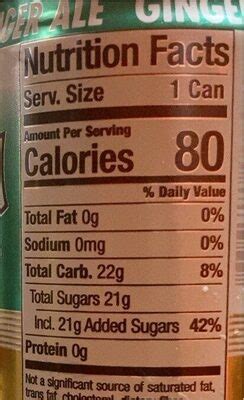 GER ALE GINGE
Nutrition Facts
Serv. Size 1 Can
Amount Per Serving
Calories 80
% Daily Value
Total Fat 0g 0%
Sodium 0mg 0%
Total Carb. 22g 8%
Total Sugars 21g
Incl. 21g Added Sugars 42%
Protein 0g
Not a significant source of saturated fat,
trans fat, cholesterol, dietary fiber,